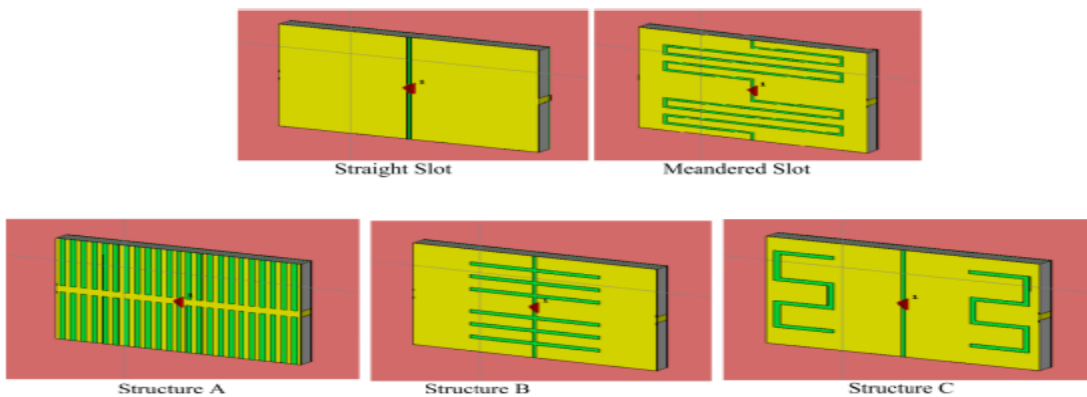 Straight Slot
Meandered Slot
Structure A
Structure B
Structure C